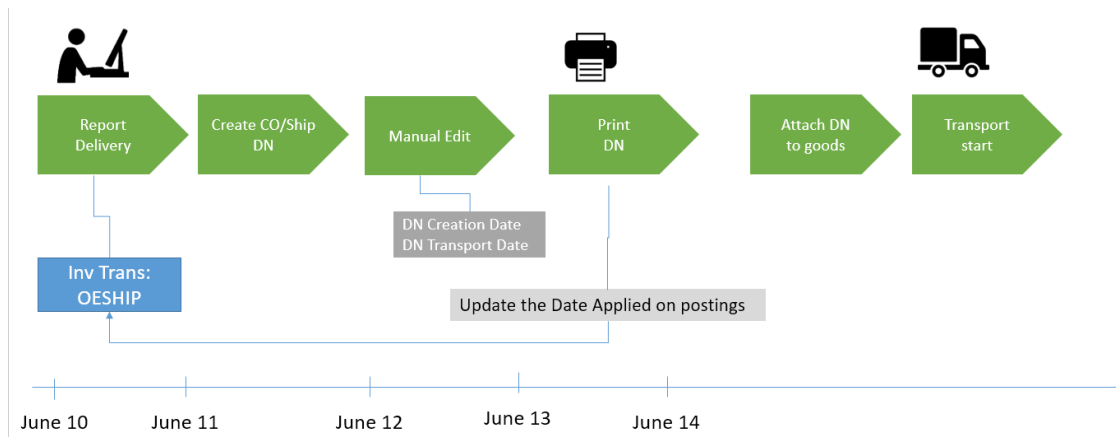 Report
Delivery
Create CO/Ship
DN
Manual Edit
Print
DN
Attach DN
to goods
Transport
start
DN Creation Date
DN Transport Date
Inv Trans:
OESHIP
Update the Date Applied on postings
June 10
June 11
June 12
June 13
June 14